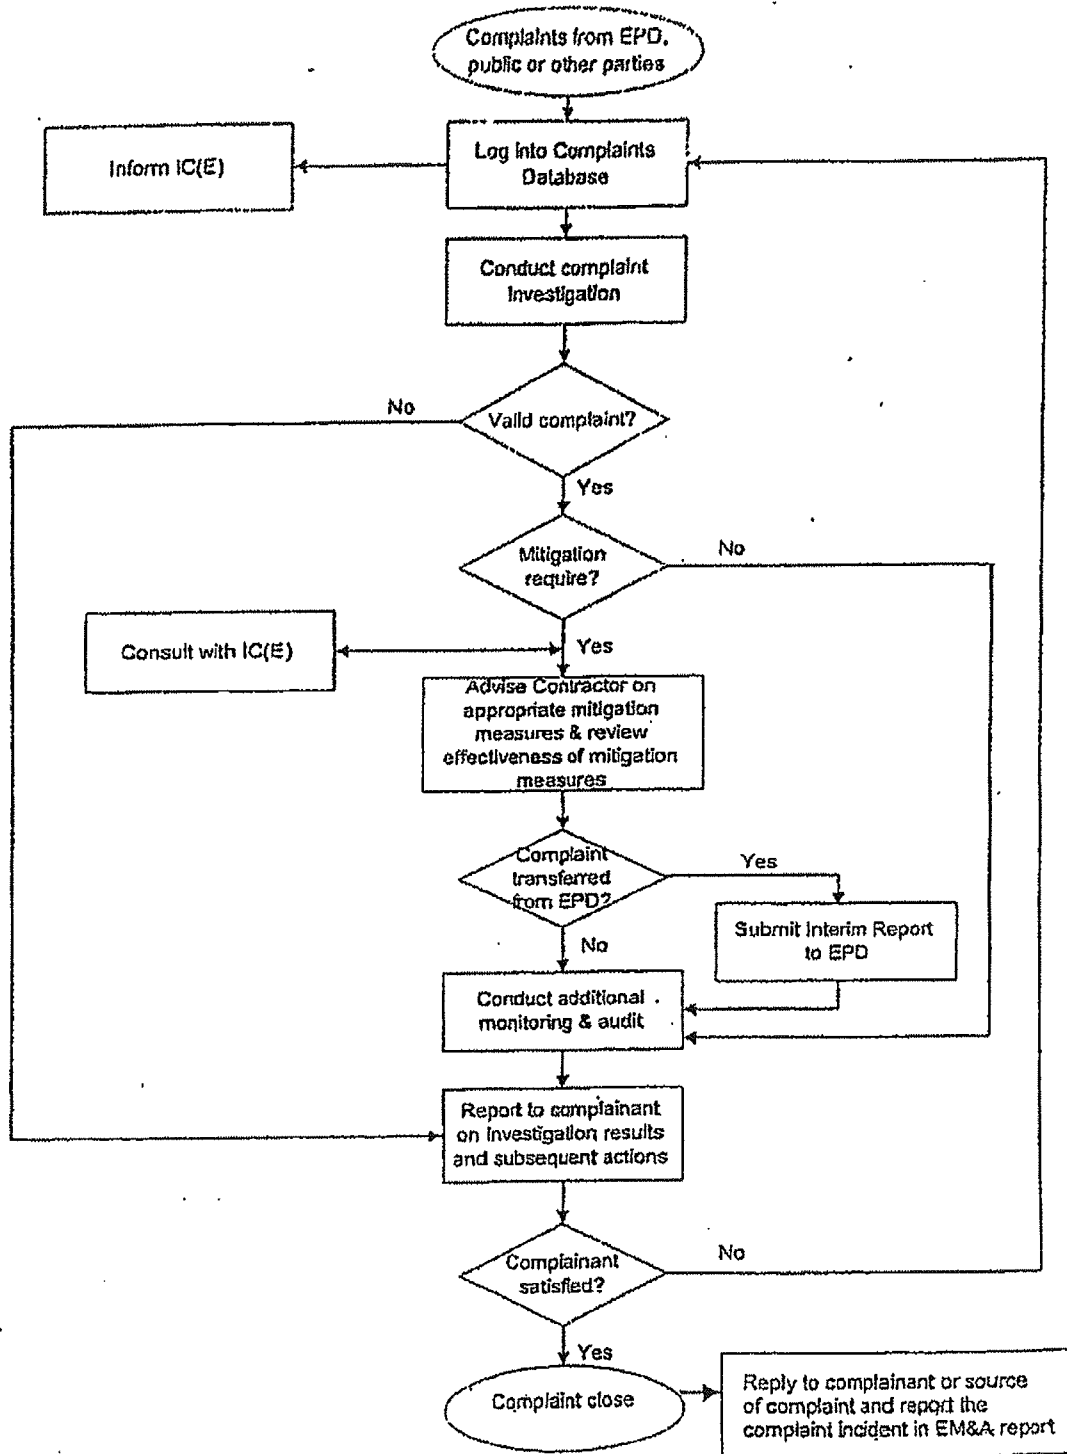 Complaints from EPD,
public or other parties
Inform IC(E)
Log into Complaints
Database
Conduct complaint
Investigation
No
Valid complaint?
Yes
Mitigation
require?
No
Consult with IC(E)
Yes
Advise Contractor on
appropriate mitigation
measures & review
effectiveness of mitigation
measures
Complaint
transferred
from EPD?
Yes
Submit Interim Report
to EPD
No
Conduct additional
monitoring & audit
Report to complainant
on investigation results
and subsequent actions
Complainant
satisfied?
No
Yes
Complaint close
Reply to complainant or source
of complaint and report the
complaint incident in EM&A report